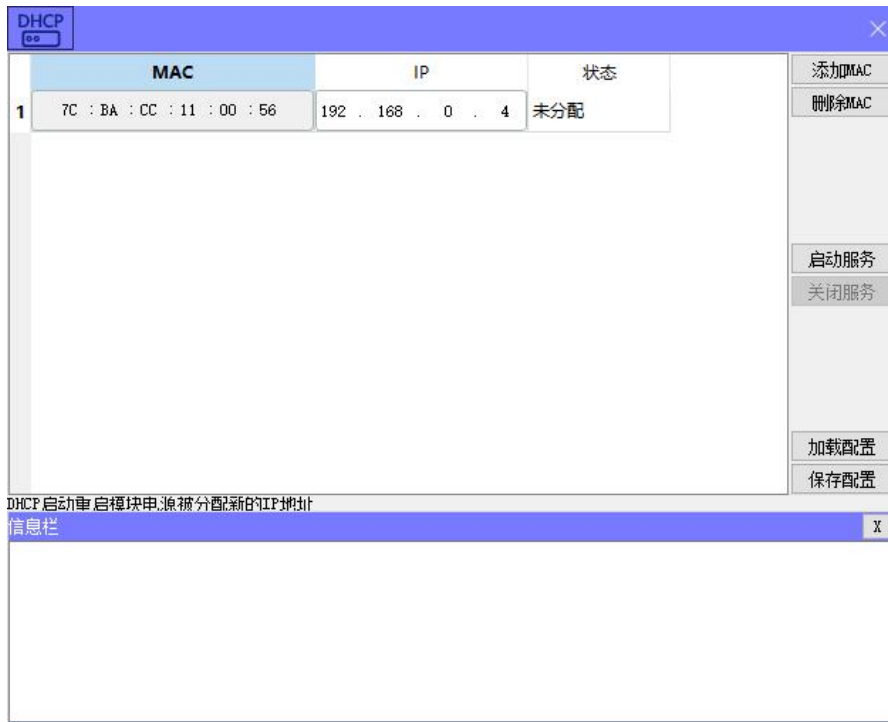 DHCP
MAC IP 状态
1 7C : BA : CC : 11 : 00 : 56 192 . 168 . 0 . 4 未分配
添加MAC
删除MAC
启动服务
关闭服务
加载配置
保存配置
DHCP启动重启模块电源被分配新的IP地址
信息栏 X